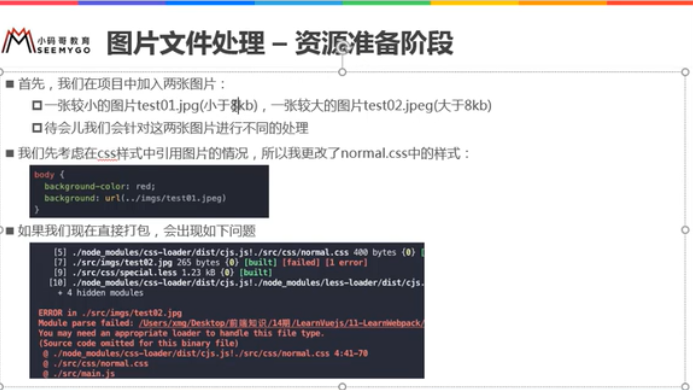 小码哥教育
SEEMYGO
图片文件处理 – 资源准备阶段
首先，我们在项目中加入两张图片：
一张较小的图片test01.jpg(小于8kb)，一张较大的图片test02.jpeg(大于8kb)
待会儿我们会针对这两张图片进行不同的处理
我们先考虑在css样式中引用图片的情况，所以我更改了normal.css中的样式：
body {
background-color: red;
background: url(../imgs/test01.jpeg)
}
如果我们现在直接打包，会出现如下问题
[5] ./node_modules/css-loader/dist/cjs.js!./src/css/normal.css 400 bytes {0} [
[7] ./src/imgs/test02.jpg 265 bytes {0} [built] [failed] [1 error]
[9] ./src/css/special.less 1.23 kB {0} [built]
[10] ./node_modules/css-loader/dist/cjs.js!./node_modules/less-loader/dist/cj
+ 4 hidden modules
ERROR in ./src/imgs/test02.jpg
Module parse failed: /Users/xmg/Desktop/前端知识/14期/LearnVuejs/11-LearnWebpack/
You may need an appropriate loader to handle this file type.
(Source code omitted for this binary file)
@ ./node_modules/css-loader/dist/cjs.js!./src/css/normal.css 4:41-70
@ ./src/css/normal.css
@ ./src/main.js